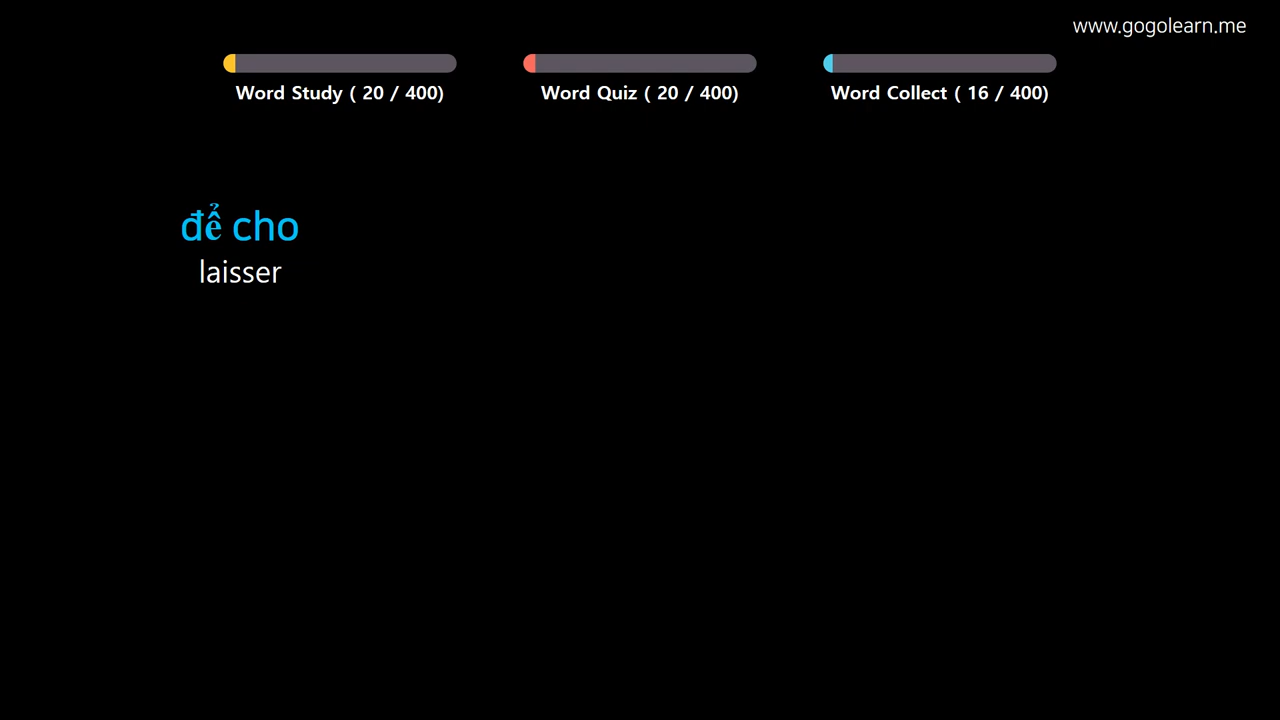 www.gogolearn.me
Word Study ( 20 / 400)
Word Quiz ( 20 / 400)
Word Collect ( 16 / 400)
để cho
laisser